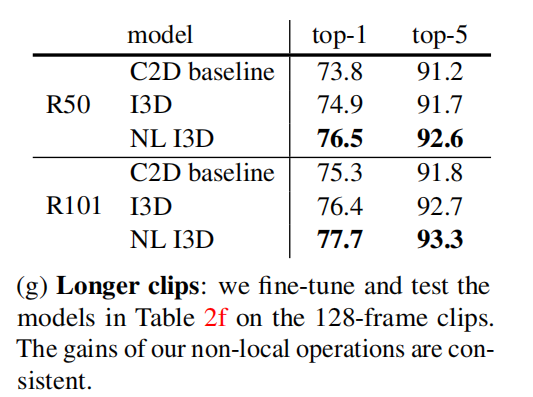 model top-1 top-5
C2D baseline 73.8 91.2
R50 I3D 74.9 91.7
NL I3D 76.5 92.6
C2D baseline 75.3 91.8
R101 I3D 76.4 92.7
NL I3D 77.7 93.3
(g) Longer clips: we fine-tune and test the
models in Table 2f on the 128-frame clips.
The gains of our non-local operations are con-
sistent.